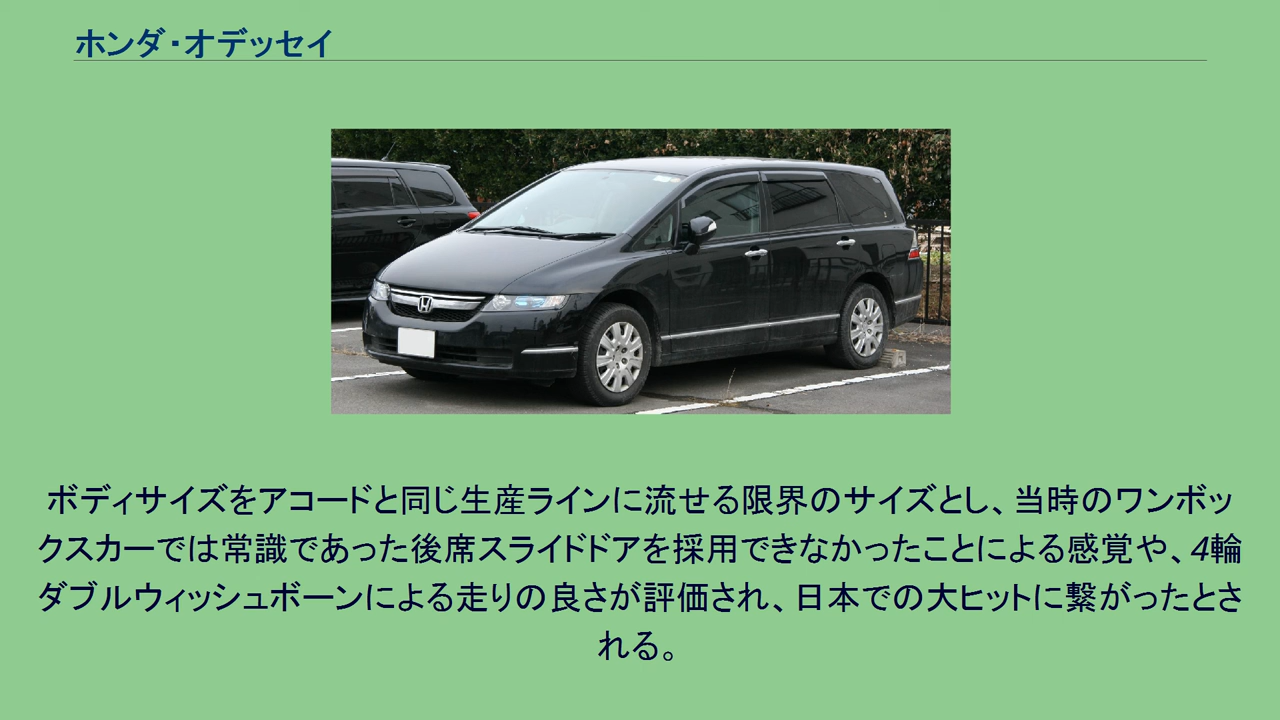 ホンダ・オデッセイ
ボディサイズをアコードと同じ生産ラインに流せる限界のサイズとし、当時のワンボッ
クスカーでは常識であった後席スライドドアを採用できなかったことによる感覚や、4輪
ダブルウィッシュボーンによる走りの良さが評価され、日本での大ヒットに繋がったとさ
れる。